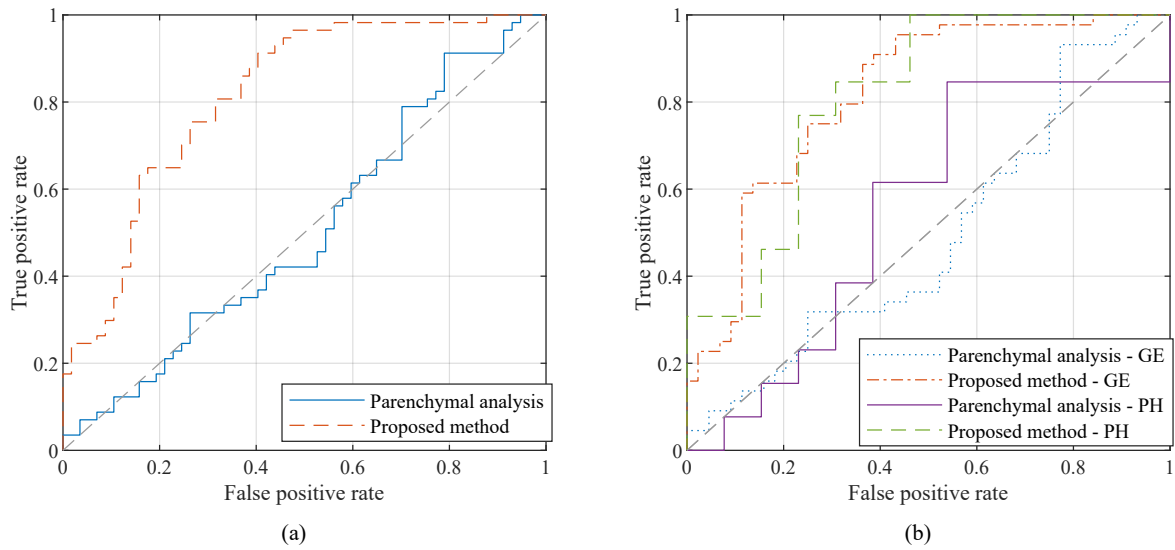 1
0.8
0.6
0.4
0.2
0
True positive rate
Parenchymal analysis
Proposed method
0 0.2 0.4 0.6 0.8 1
False positive rate
(a)
1
0.8
0.6
0.4
0.2
0
True positive rate
Parenchymal analysis - GE
Proposed method - GE
Parenchymal analysis - PH
Proposed method - PH
0 0.2 0.4 0.6 0.8 1
False positive rate
(b)